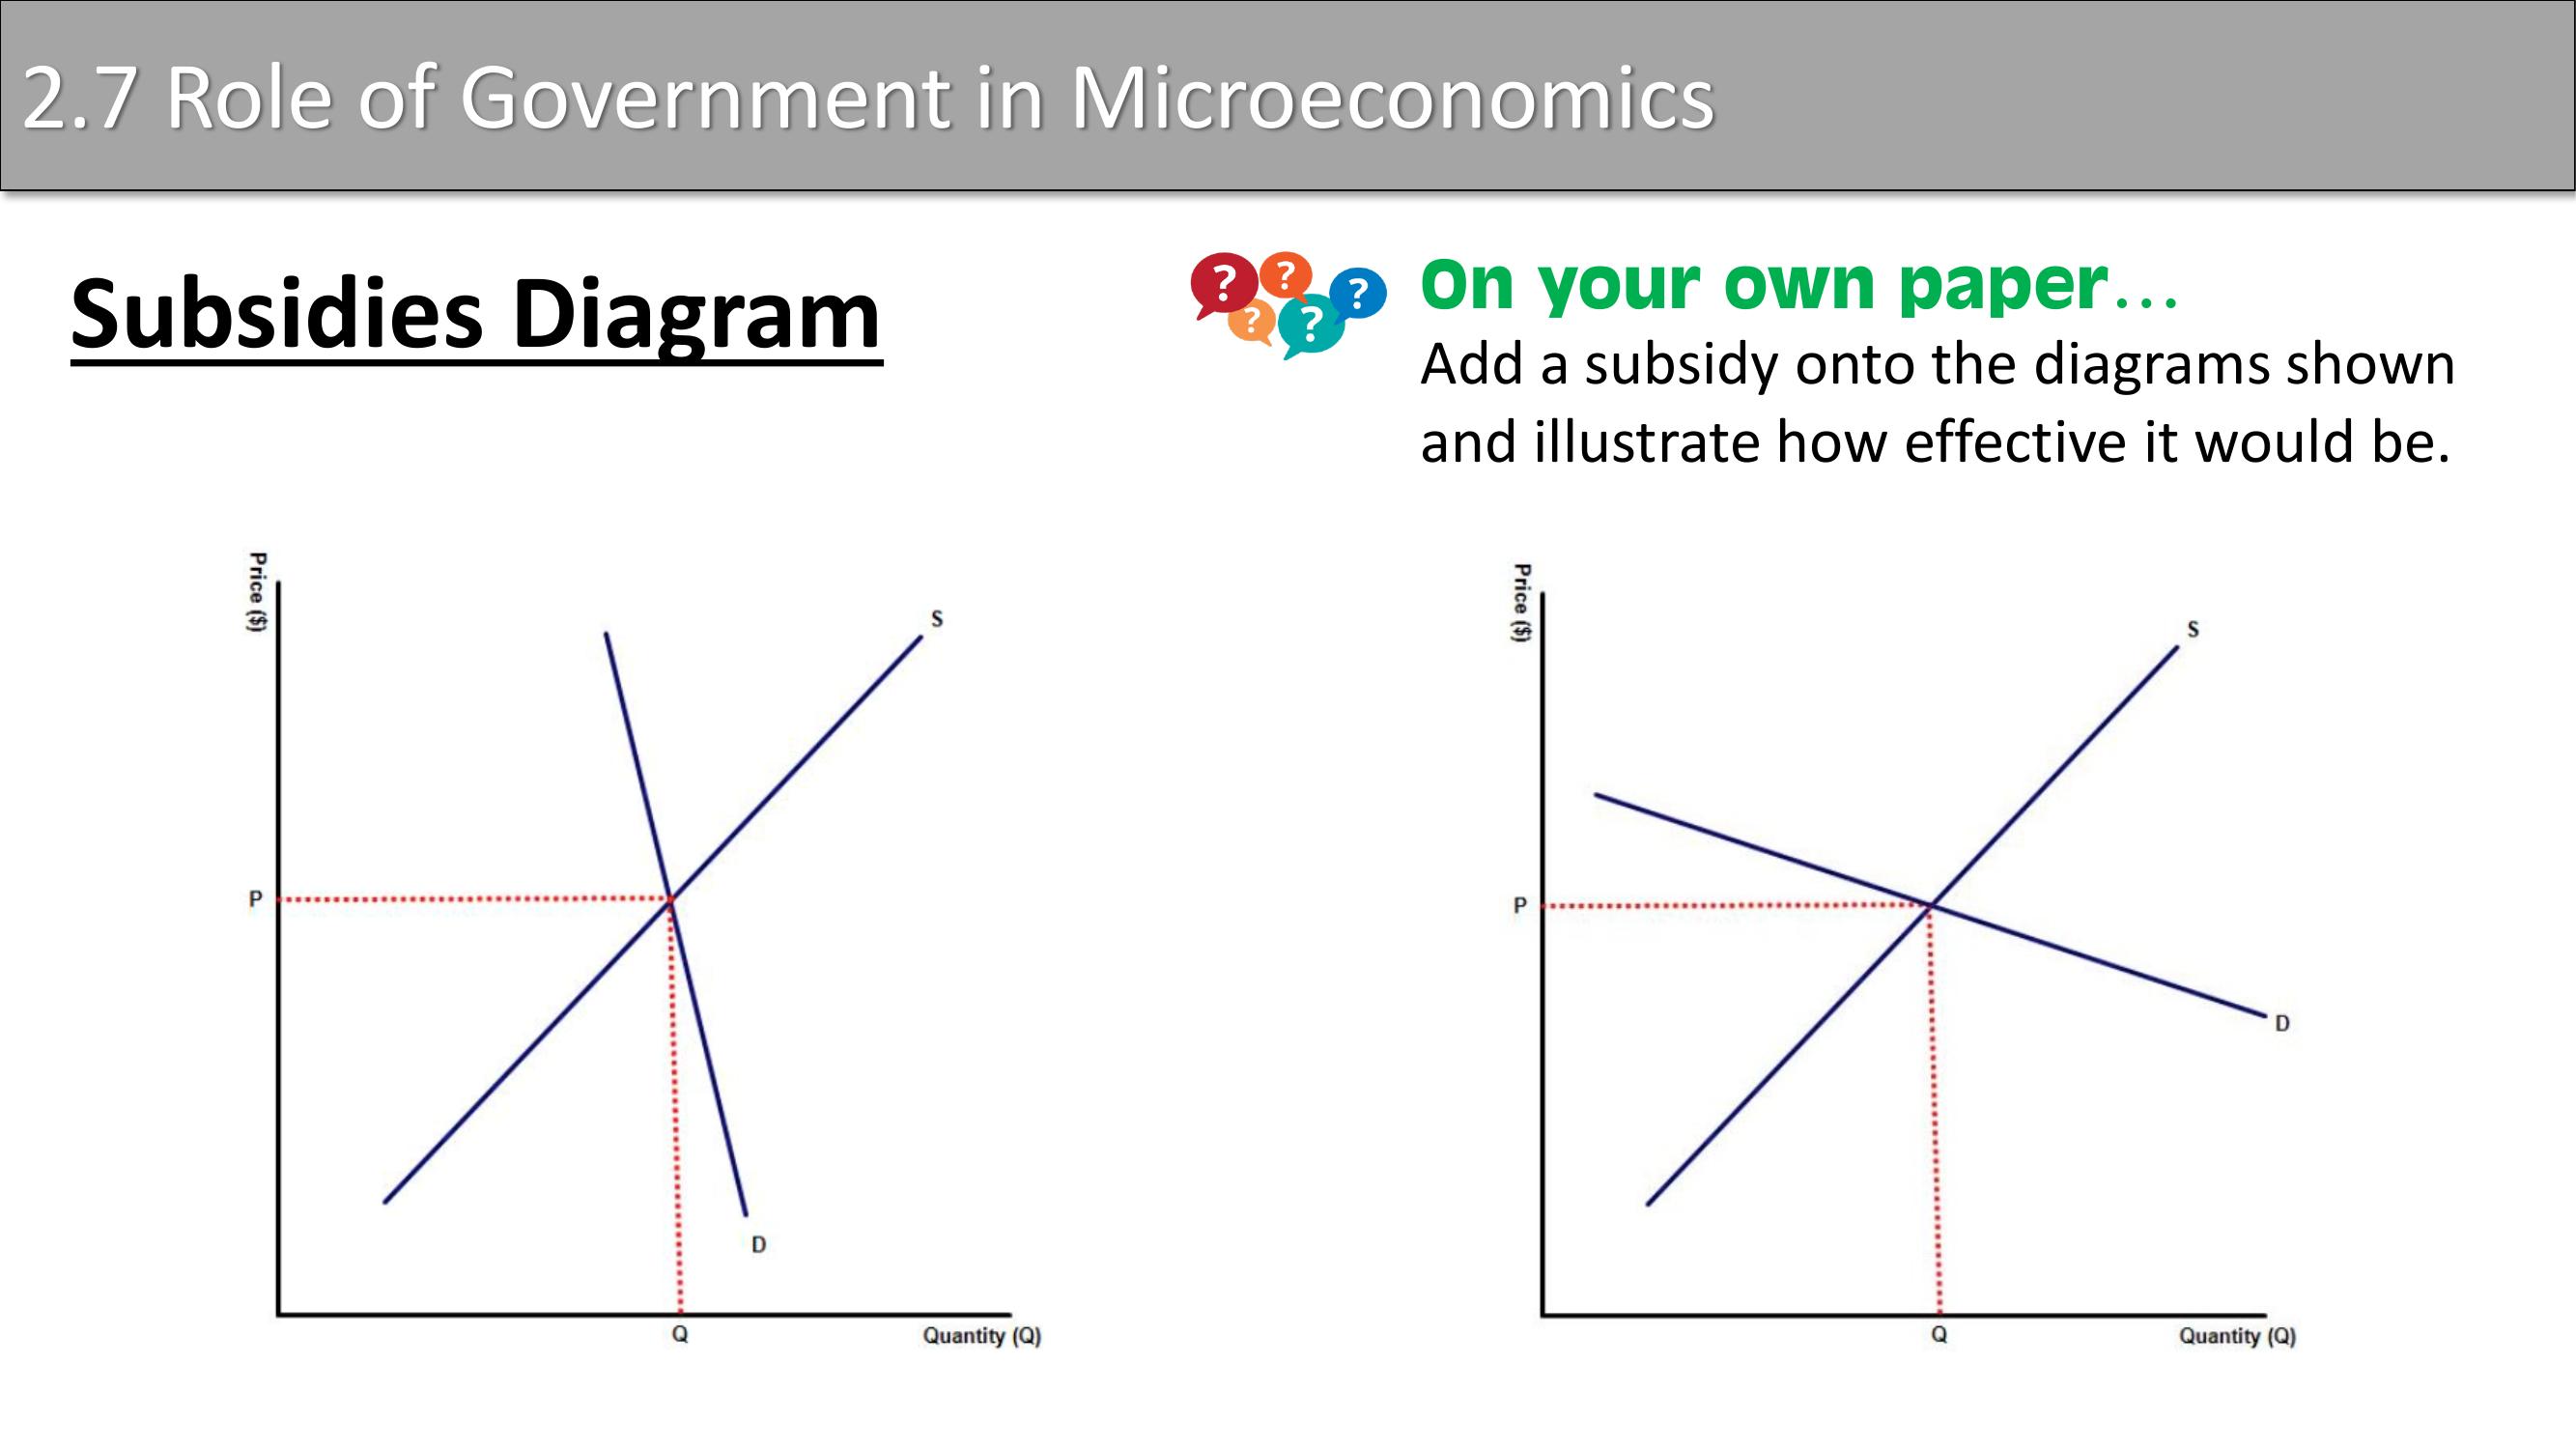 2.7 Role of Government in Microeconomics
Subsidies Diagram
? ? ? ? ?
On your own paper…
Add a subsidy onto the diagrams shown
and illustrate how effective it would be.
Price ($)
S
P
D
Q
Quantity (Q)
Price ($)
S
P
D
Q
Quantity (Q)